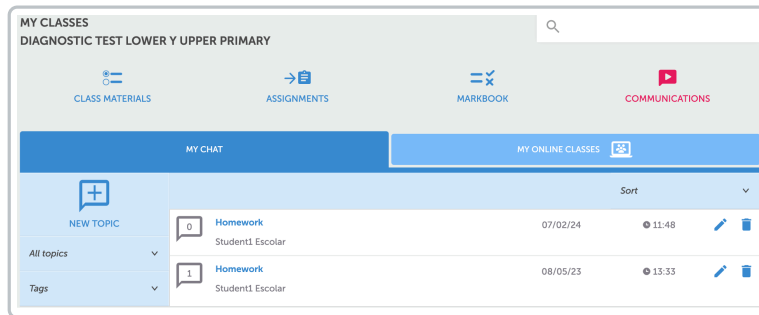 MY CLASSES
DIAGNOSTIC TEST LOWER Y UPPER PRIMARY
CLASS MATERIALS
ASSIGNMENTS
MARKBOOK
COMMUNICATIONS
MY CHAT
MY ONLINE CLASSES
NEW TOPIC
All topics
Tags
Sort
0 Homework 07/02/24 11:48
Student1 Escolar
1 Homework 08/05/23 13:33
Student1 Escolar